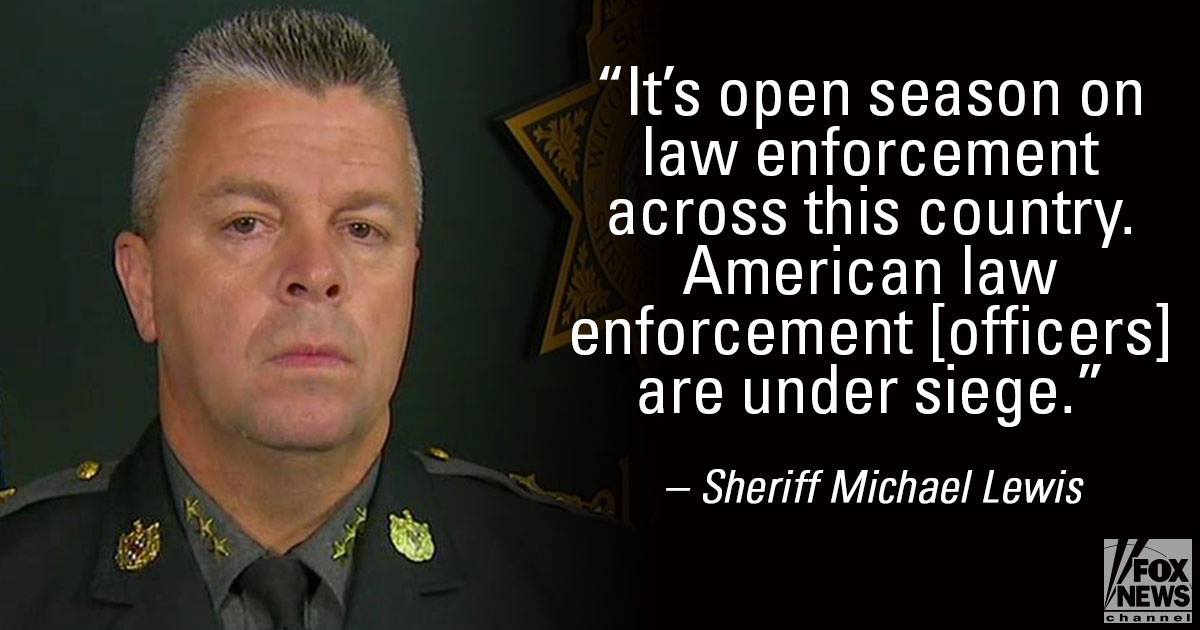 “It’s open season on
law enforcement
across this country.
American law
enforcement [officers]
are under siege.”
– Sheriff Michael Lewis
FOX
NEWS
channel